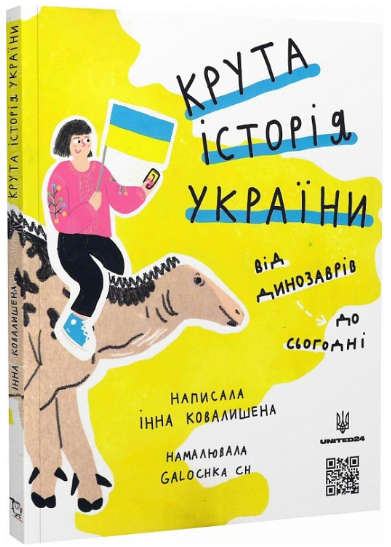 КРУТА ІСТОРІЯ УКРАЇНИ
ІННА КОВАЛИШЕНА
КРУТА
ІСТОРІЯ
УКРАЇНИ
ВІД
ДИНОЗАВРІВ
ДО
СЬОГОДНІ
НАПИСАЛА
ІННА КОВАЛИШЕНА
НАМАЛЮВАЛА
GALOCHKA CH
UNITED24